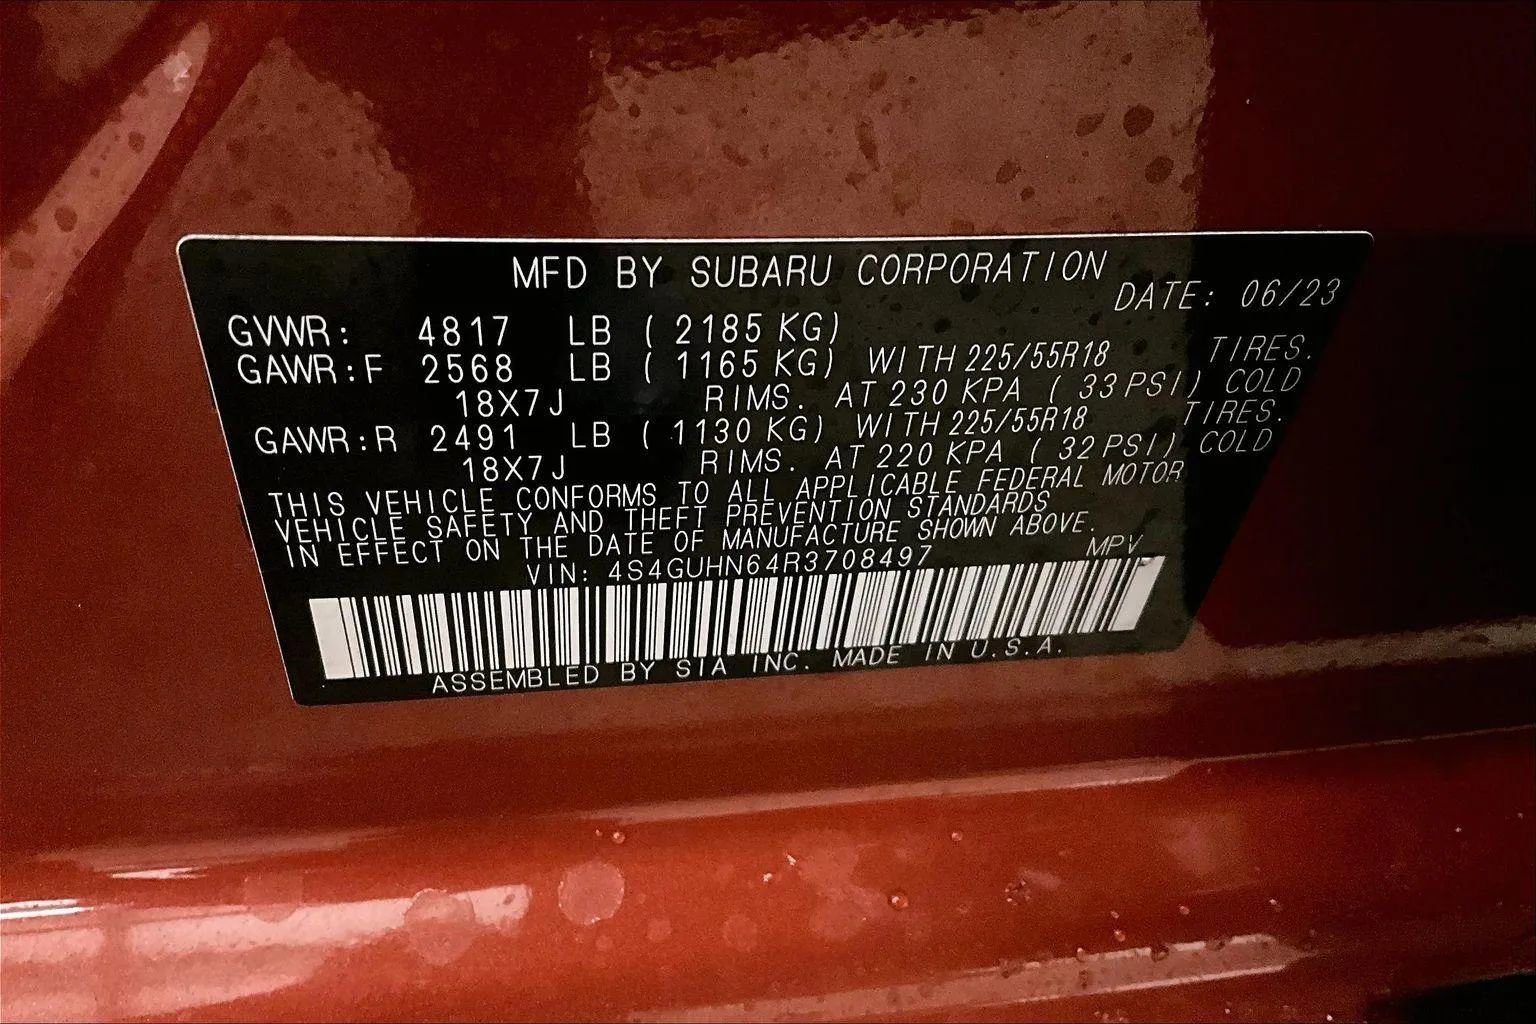 MFD BY SUBARU CORPORATION
DATE: 06/23
GVWR: 4817 LB ( 2185 KG)
GAWR:F 2568 LB ( 1165 KG) WITH 225/55R18 TIRES.
18X7J RIMS. AT 230 KPA ( 33 PSI) COLD
GAWR:R 2491 LB ( 1130 KG) WITH 225/55R18 TIRES.
18X7J RIMS. AT 220 KPA ( 32 PSI) COLD
THIS VEHICLE CONFORMS TO ALL APPLICABLE FEDERAL MOTOR
VEHICLE SAFETY AND THEFT PREVENTION STANDARDS
IN EFFECT ON THE DATE OF MANUFACTURE SHOWN ABOVE.
VIN: 4S4GUHN64R3708497 MPV
ASSEMBLED BY SIA INC. MADE IN U.S.A.